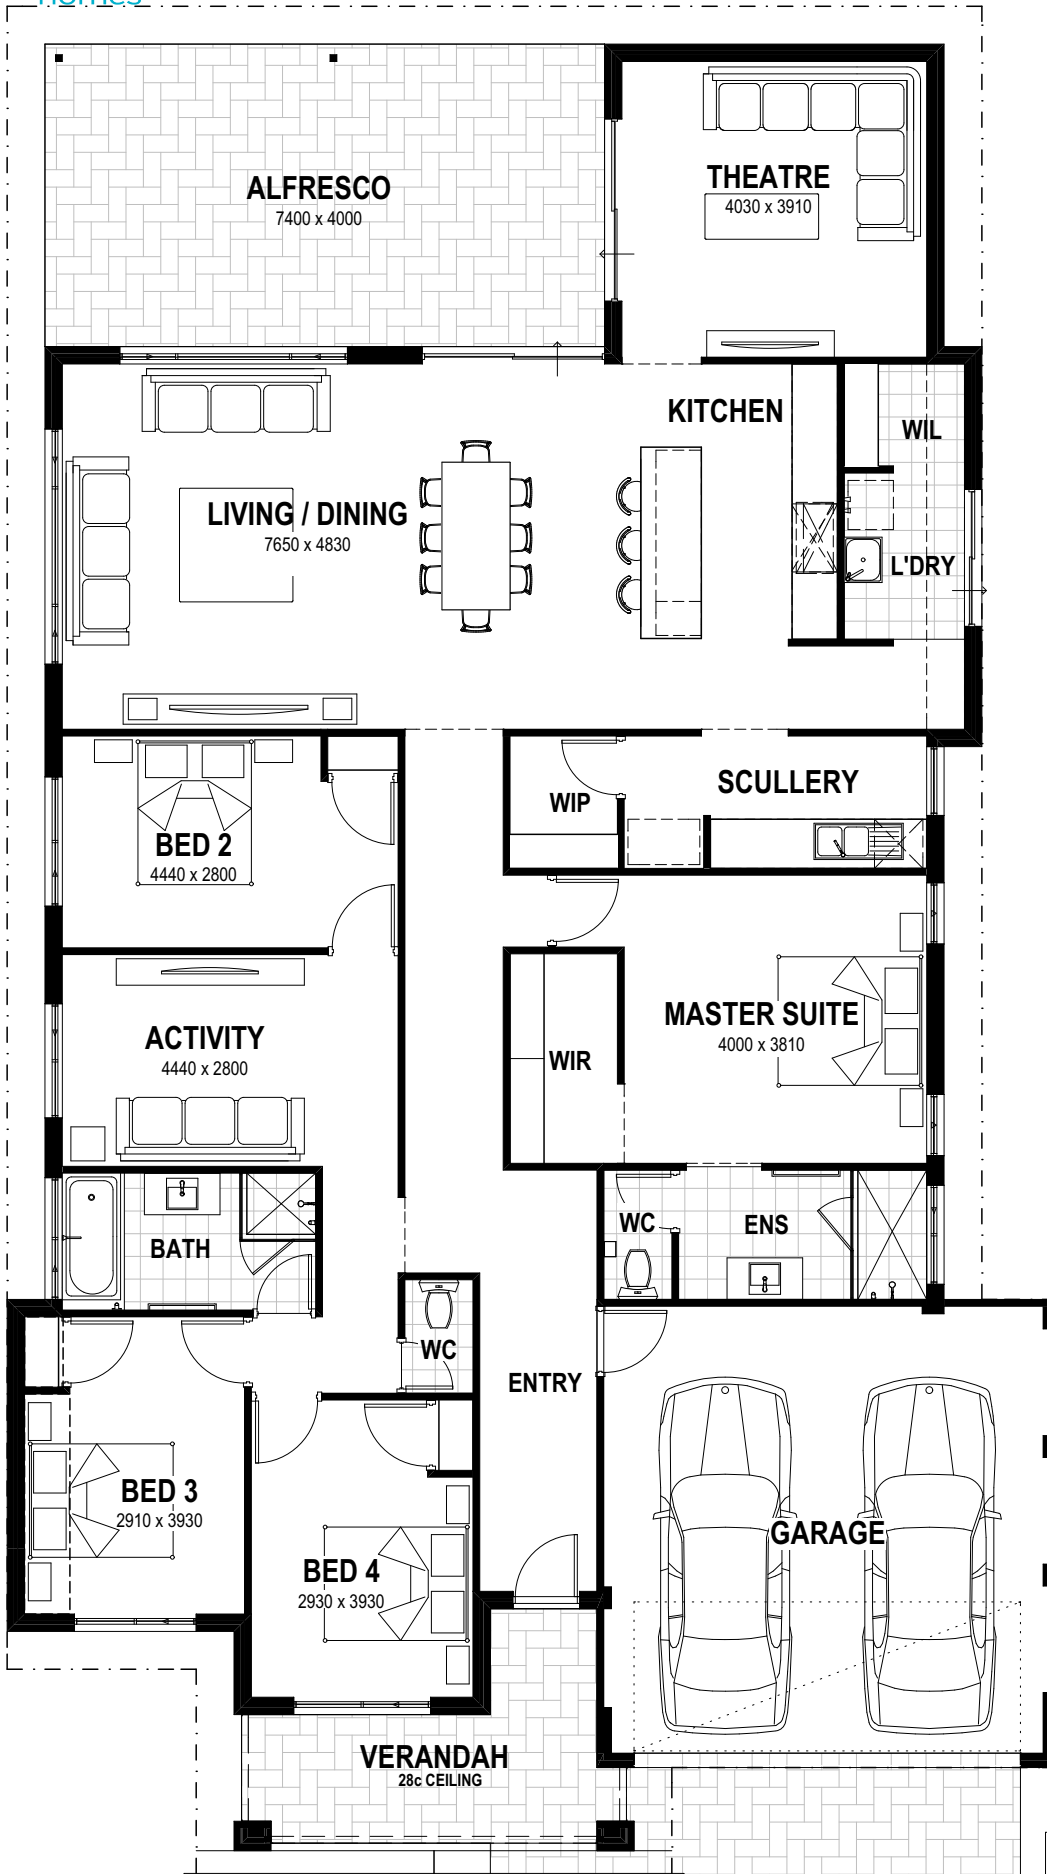 homes
ALFRESCO
7400 x 4000
THEATRE
4030 x 3910
KITCHEN
WIL
LIVING / DINING
7650 x 4830
L'DRY
SCULLERY
WIP
BED 2
4440 x 2800
MASTER SUITE
4000 x 3810
ACTIVITY
4440 x 2800
WIR
WC
ENS
BATH
WC
ENTRY
BED 3
2910 x 3930
GARAGE
BED 4
2930 x 3930
VERANDAH
28c CEILING